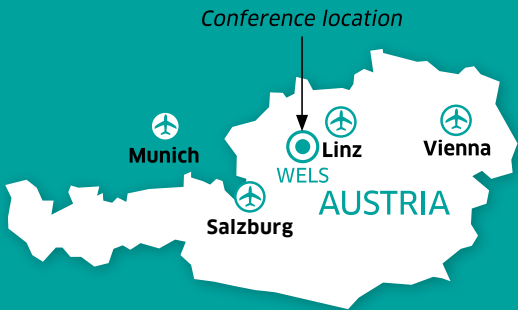 Conference location
Munich
Linz
Vienna
WELS
AUSTRIA
Salzburg